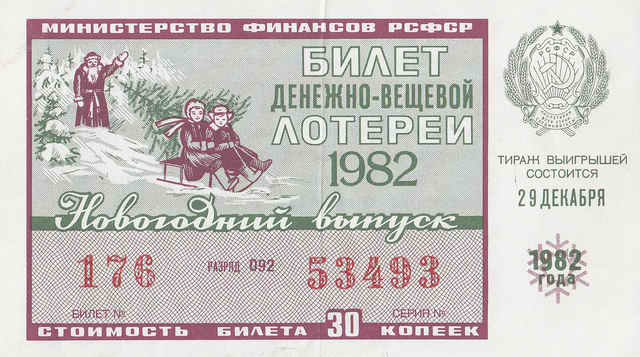 МИНИСТЕРСТВО ФИНАНСОВ РСФСР
БИЛЕТ
ДЕНЕЖНО-ВЕЩЕВОЙ
ЛОТЕРЕИ
1982
Новогодний выпуск
ТИРАЖ ВЫИГРЫШЕЙ
СОСТОИТСЯ
29 ДЕКАБРЯ
1982
года
176 РАЗРЯД 092 53493
БИЛЕТ № СЕРИЯ №
СТОИМОСТЬ БИЛЕТА 30 КОПЕЕК